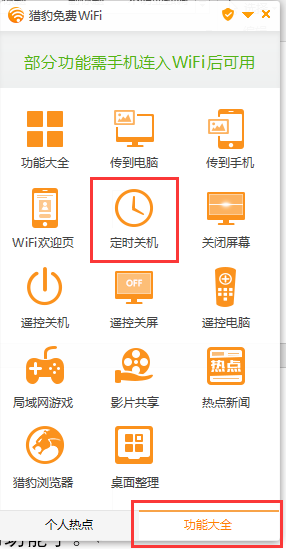 猎豹免费WiFi
部分功能需手机连入WiFi后可用
功能大全 传到电脑 传到手机
WiFi欢迎页 定时关机 关闭屏幕
OFF
遥控关机 遥控关屏 遥控电脑
热点
局域网游戏 影片共享 热点新闻
猎豹浏览器 桌面整理
个人热点 功能大全